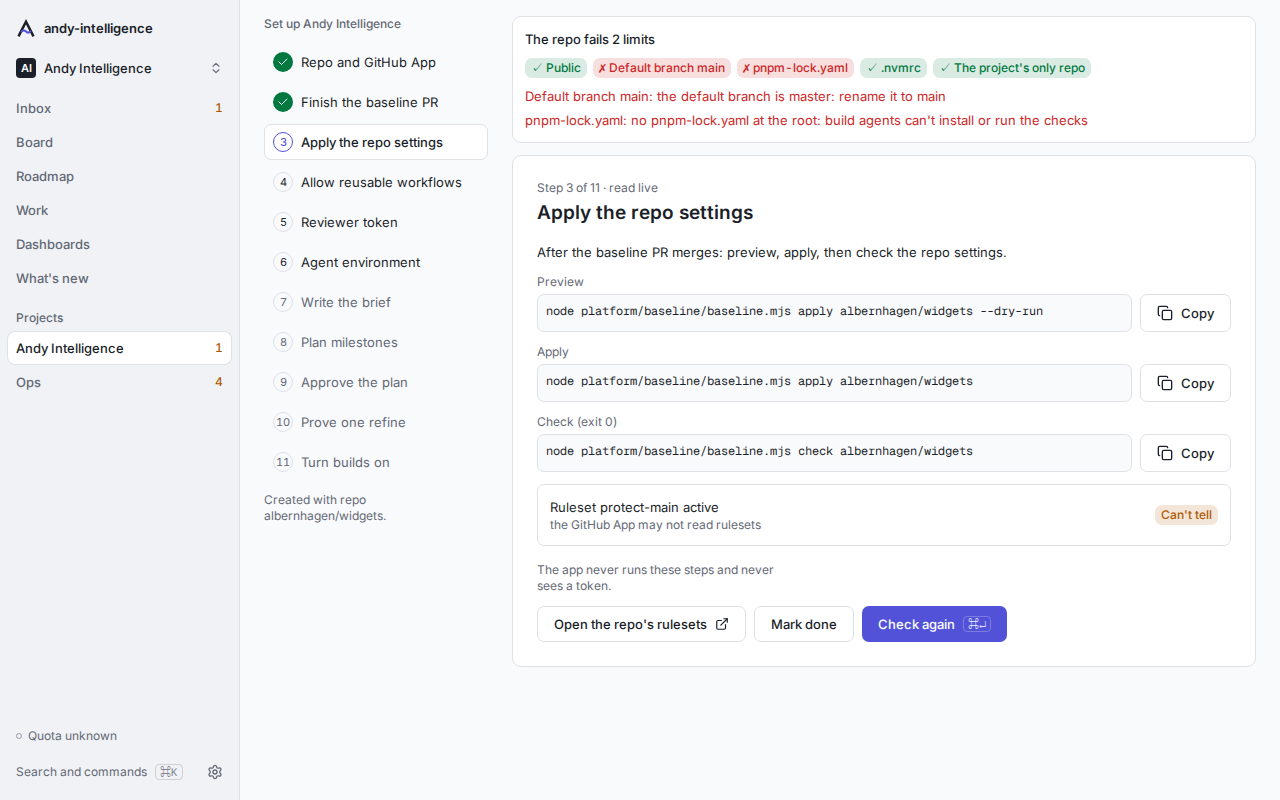 andy-intelligence
AI Andy Intelligence
Inbox 1
Board
Roadmap
Work
Dashboards
What's new
Projects
Andy Intelligence 1
Ops 4
Quota unknown
Search and commands ⌘K
Set up Andy Intelligence
Repo and GitHub App
Finish the baseline PR
3 Apply the repo settings
4 Allow reusable workflows
5 Reviewer token
6 Agent environment
7 Write the brief
8 Plan milestones
9 Approve the plan
10 Prove one refine
11 Turn builds on
Created with repo
albernhagen/widgets.
The repo fails 2 limits
✓ Public ✗ Default branch main ✗ pnpm-lock.yaml ✓ .nvmrc ✓ The project's only repo
Default branch main: the default branch is master: rename it to main
pnpm-lock.yaml: no pnpm-lock.yaml at the root: build agents can't install or run the checks
Step 3 of 11 · read live
Apply the repo settings
After the baseline PR merges: preview, apply, then check the repo settings.
Preview
node platform/baseline/baseline.mjs apply albernhagen/widgets --dry-run Copy
Apply
node platform/baseline/baseline.mjs apply albernhagen/widgets Copy
Check (exit 0)
node platform/baseline/baseline.mjs check albernhagen/widgets Copy
Ruleset protect-main active
the GitHub App may not read rulesets
Can't tell
The app never runs these steps and never
sees a token.
Open the repo's rulesets Mark done Check again ⌘↵